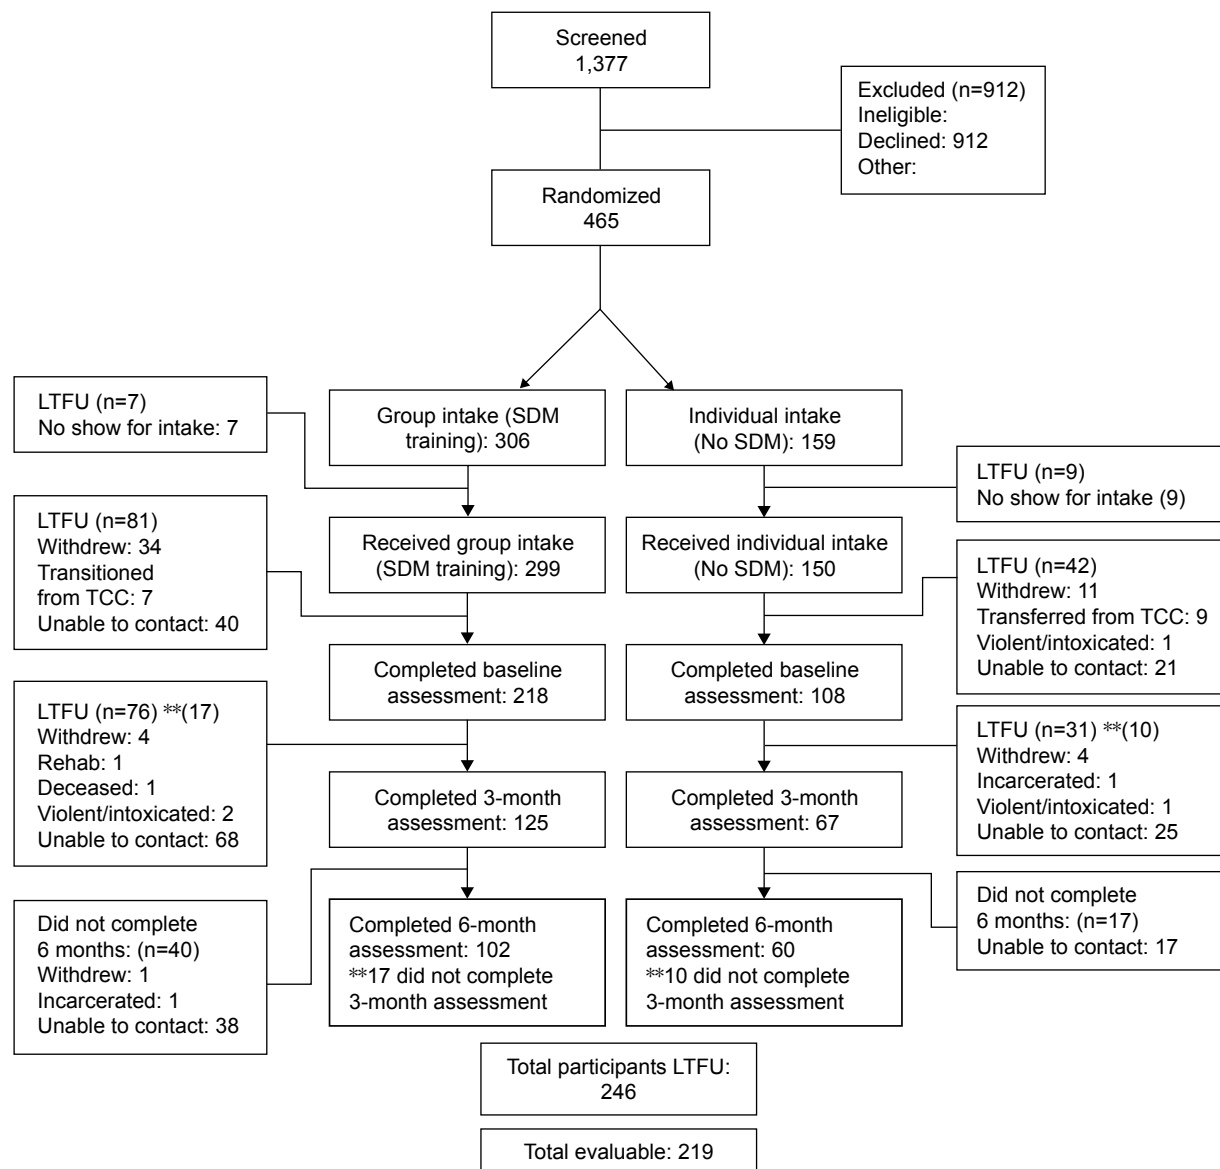 Screened
1,377
Excluded (n=912)
Ineligible:
Declined: 912
Other:
Randomized
465
LTFU (n=7)
No show for intake: 7
Group intake (SDM
training): 306
Individual intake
(No SDM): 159
LTFU (n=9)
No show for intake (9)
LTFU (n=81)
Withdrew: 34
Transitioned
from TCC: 7
Unable to contact: 40
Received group intake
(SDM training): 299
Received individual intake
(No SDM): 150
LTFU (n=42)
Withdrew: 11
Transferred from TCC: 9
Violent/intoxicated: 1
Unable to contact: 21
Completed baseline
assessment: 218
Completed baseline
assessment: 108
LTFU (n=76) **(17)
Withdrew: 4
Rehab: 1
Deceased: 1
Violent/intoxicated: 2
Unable to contact: 68
LTFU (n=31) **(10)
Withdrew: 4
Incarcerated: 1
Violent/intoxicated: 1
Unable to contact: 25
Completed 3-month
assessment: 125
Completed 3-month
assessment: 67
Did not complete
6 months: (n=40)
Withdrew: 1
Incarcerated: 1
Unable to contact: 38
Completed 6-month
assessment: 102
**17 did not complete
3-month assessment
Completed 6-month
assessment: 60
**10 did not complete
3-month assessment
Did not complete
6 months: (n=17)
Unable to contact: 17
Total participants LTFU:
246
Total evaluable: 219